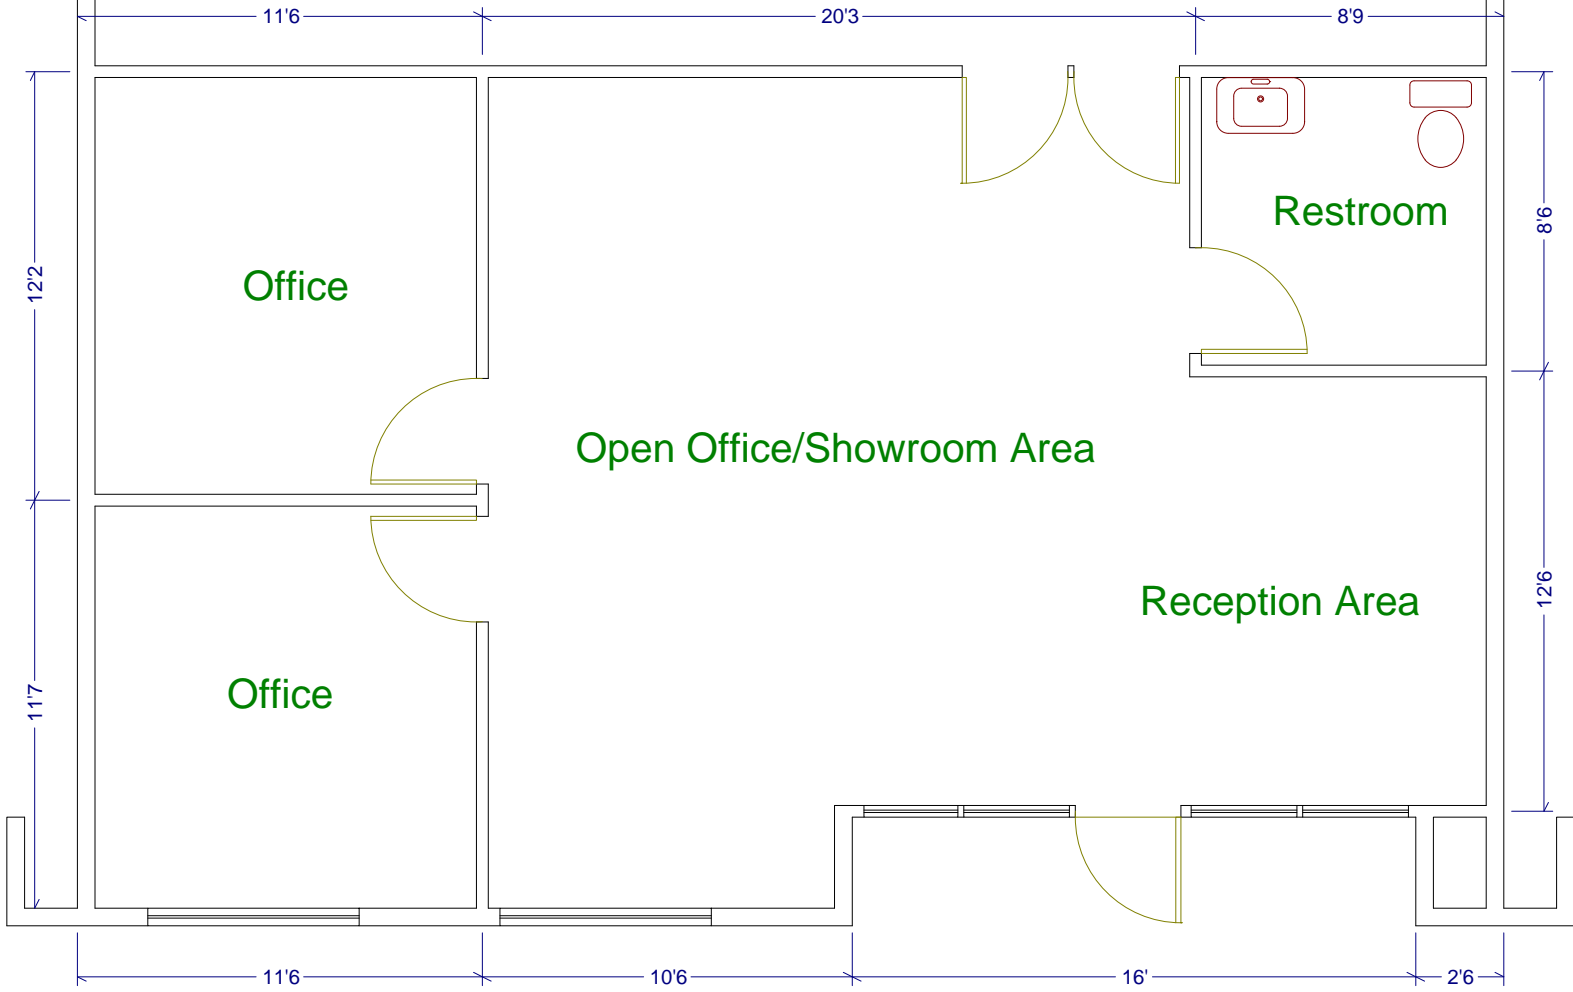 11'6
20'3
8'9
Restroom
8'6
12'2
Office
Open Office/Showroom Area
12'6
Reception Area
11'7
Office
11'6
10'6
16'
2'6